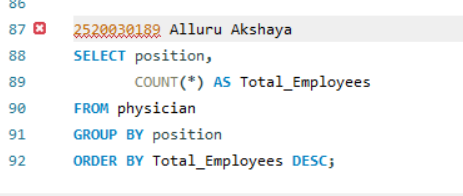 86
87 2520030189 Alluru Akshaya
88 SELECT position,
89 COUNT(*) AS Total_Employees
90 FROM physician
91 GROUP BY position
92 ORDER BY Total_Employees DESC;